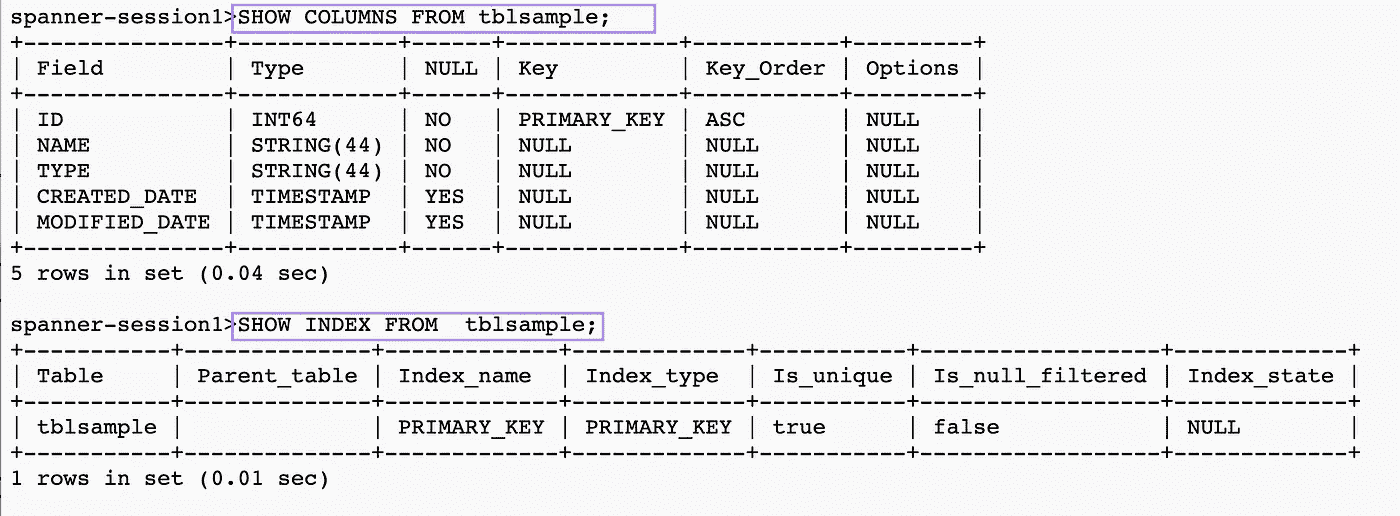 spanner-session1>SHOW COLUMNS FROM tblsample;
+---------------+------------+------+-------------+-----------+---------+
| Field         | Type       | NULL | Key         | Key_Order | Options |
+---------------+------------+------+-------------+-----------+---------+
| ID            | INT64      | NO   | PRIMARY_KEY | ASC       | NULL    |
| NAME          | STRING(44) | NO   | NULL        | NULL      | NULL    |
| TYPE          | STRING(44) | NO   | NULL        | NULL      | NULL    |
| CREATED_DATE  | TIMESTAMP  | YES  | NULL        | NULL      | NULL    |
| MODIFIED_DATE | TIMESTAMP  | YES  | NULL        | NULL      | NULL    |
+---------------+------------+------+-------------+-----------+---------+
5 rows in set (0.04 sec)
spanner-session1>SHOW INDEX FROM  tblsample;
+-----------+--------------+-------------+-------------+-----------+------------------+-------------+
| Table     | Parent_table | Index_name  | Index_type  | Is_unique | Is_null_filtered | Index_state |
+-----------+--------------+-------------+-------------+-----------+------------------+-------------+
| tblsample |              | PRIMARY_KEY | PRIMARY_KEY | true      | false            | NULL        |
+-----------+--------------+-------------+-------------+-----------+------------------+-------------+
1 rows in set (0.01 sec)